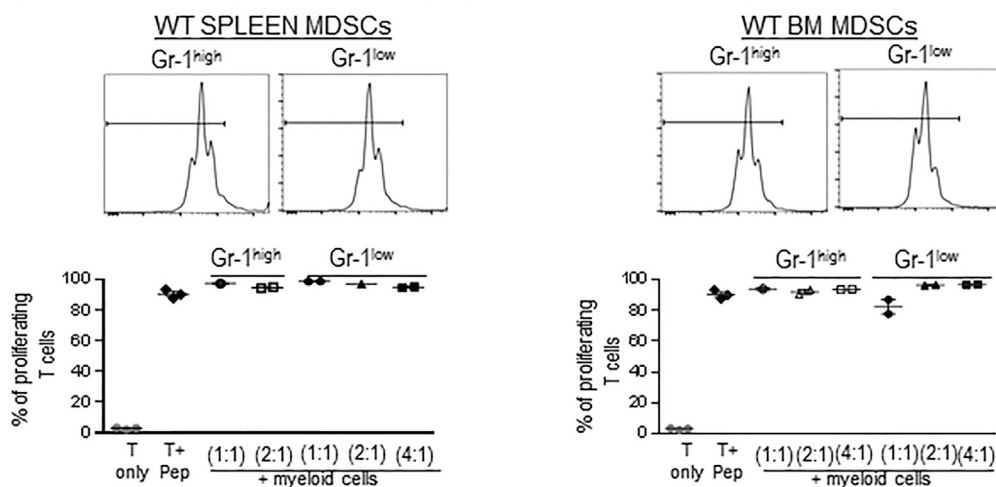 WT SPLEEN MDSCs
Gr-1high
Gr-1low
Gr-1high
Gr-1low
% of proliferating
T cells
100
80
60
40
20
0
T
only
T+
Pep
(1:1)
(2:1)
(1:1)
(2:1)
(4:1)
+ myeloid cells
WT BM MDSCs
Gr-1high
Gr-1low
Gr-1high
Gr-1low
% of proliferating
T cells
100
80
60
40
20
0
T
only
T+
Pep
(1:1)
(2:1)
(4:1)
(1:1)
(2:1)
(4:1)
+ myeloid cells